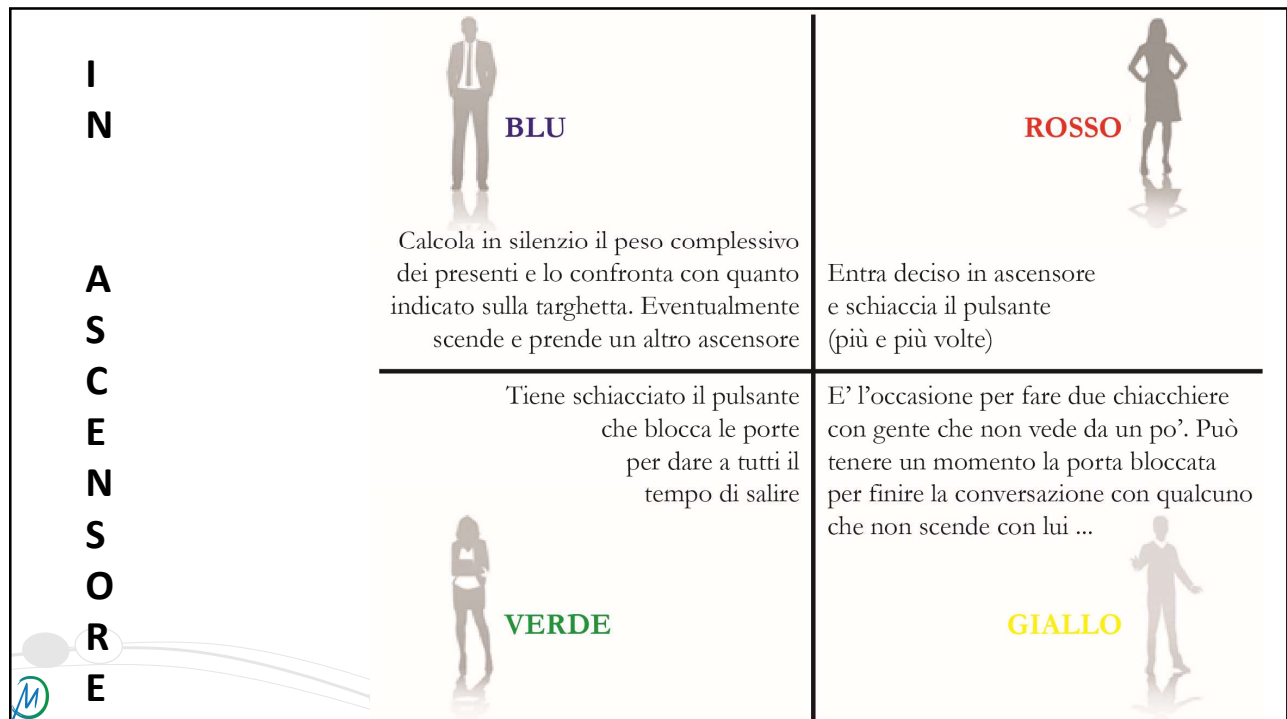 IN ASCENSORE
BLU
Calcola in silenzio il peso complessivo
dei presenti e lo confronta con quanto
indicato sulla targhetta. Eventualmente
scende e prende un altro ascensore
ROSSO
Entra deciso in ascensore
e schiaccia il pulsante
(più e più volte)
Tiene schiacciato il pulsante
che blocca le porte
per dare a tutti il
tempo di salire
VERDE
E’ l’occasione per fare due chiacchiere
con gente che non vede da un po’. Può
tenere un momento la porta bloccata
per finire la conversazione con qualcuno
che non scende con lui ...
GIALLO
M